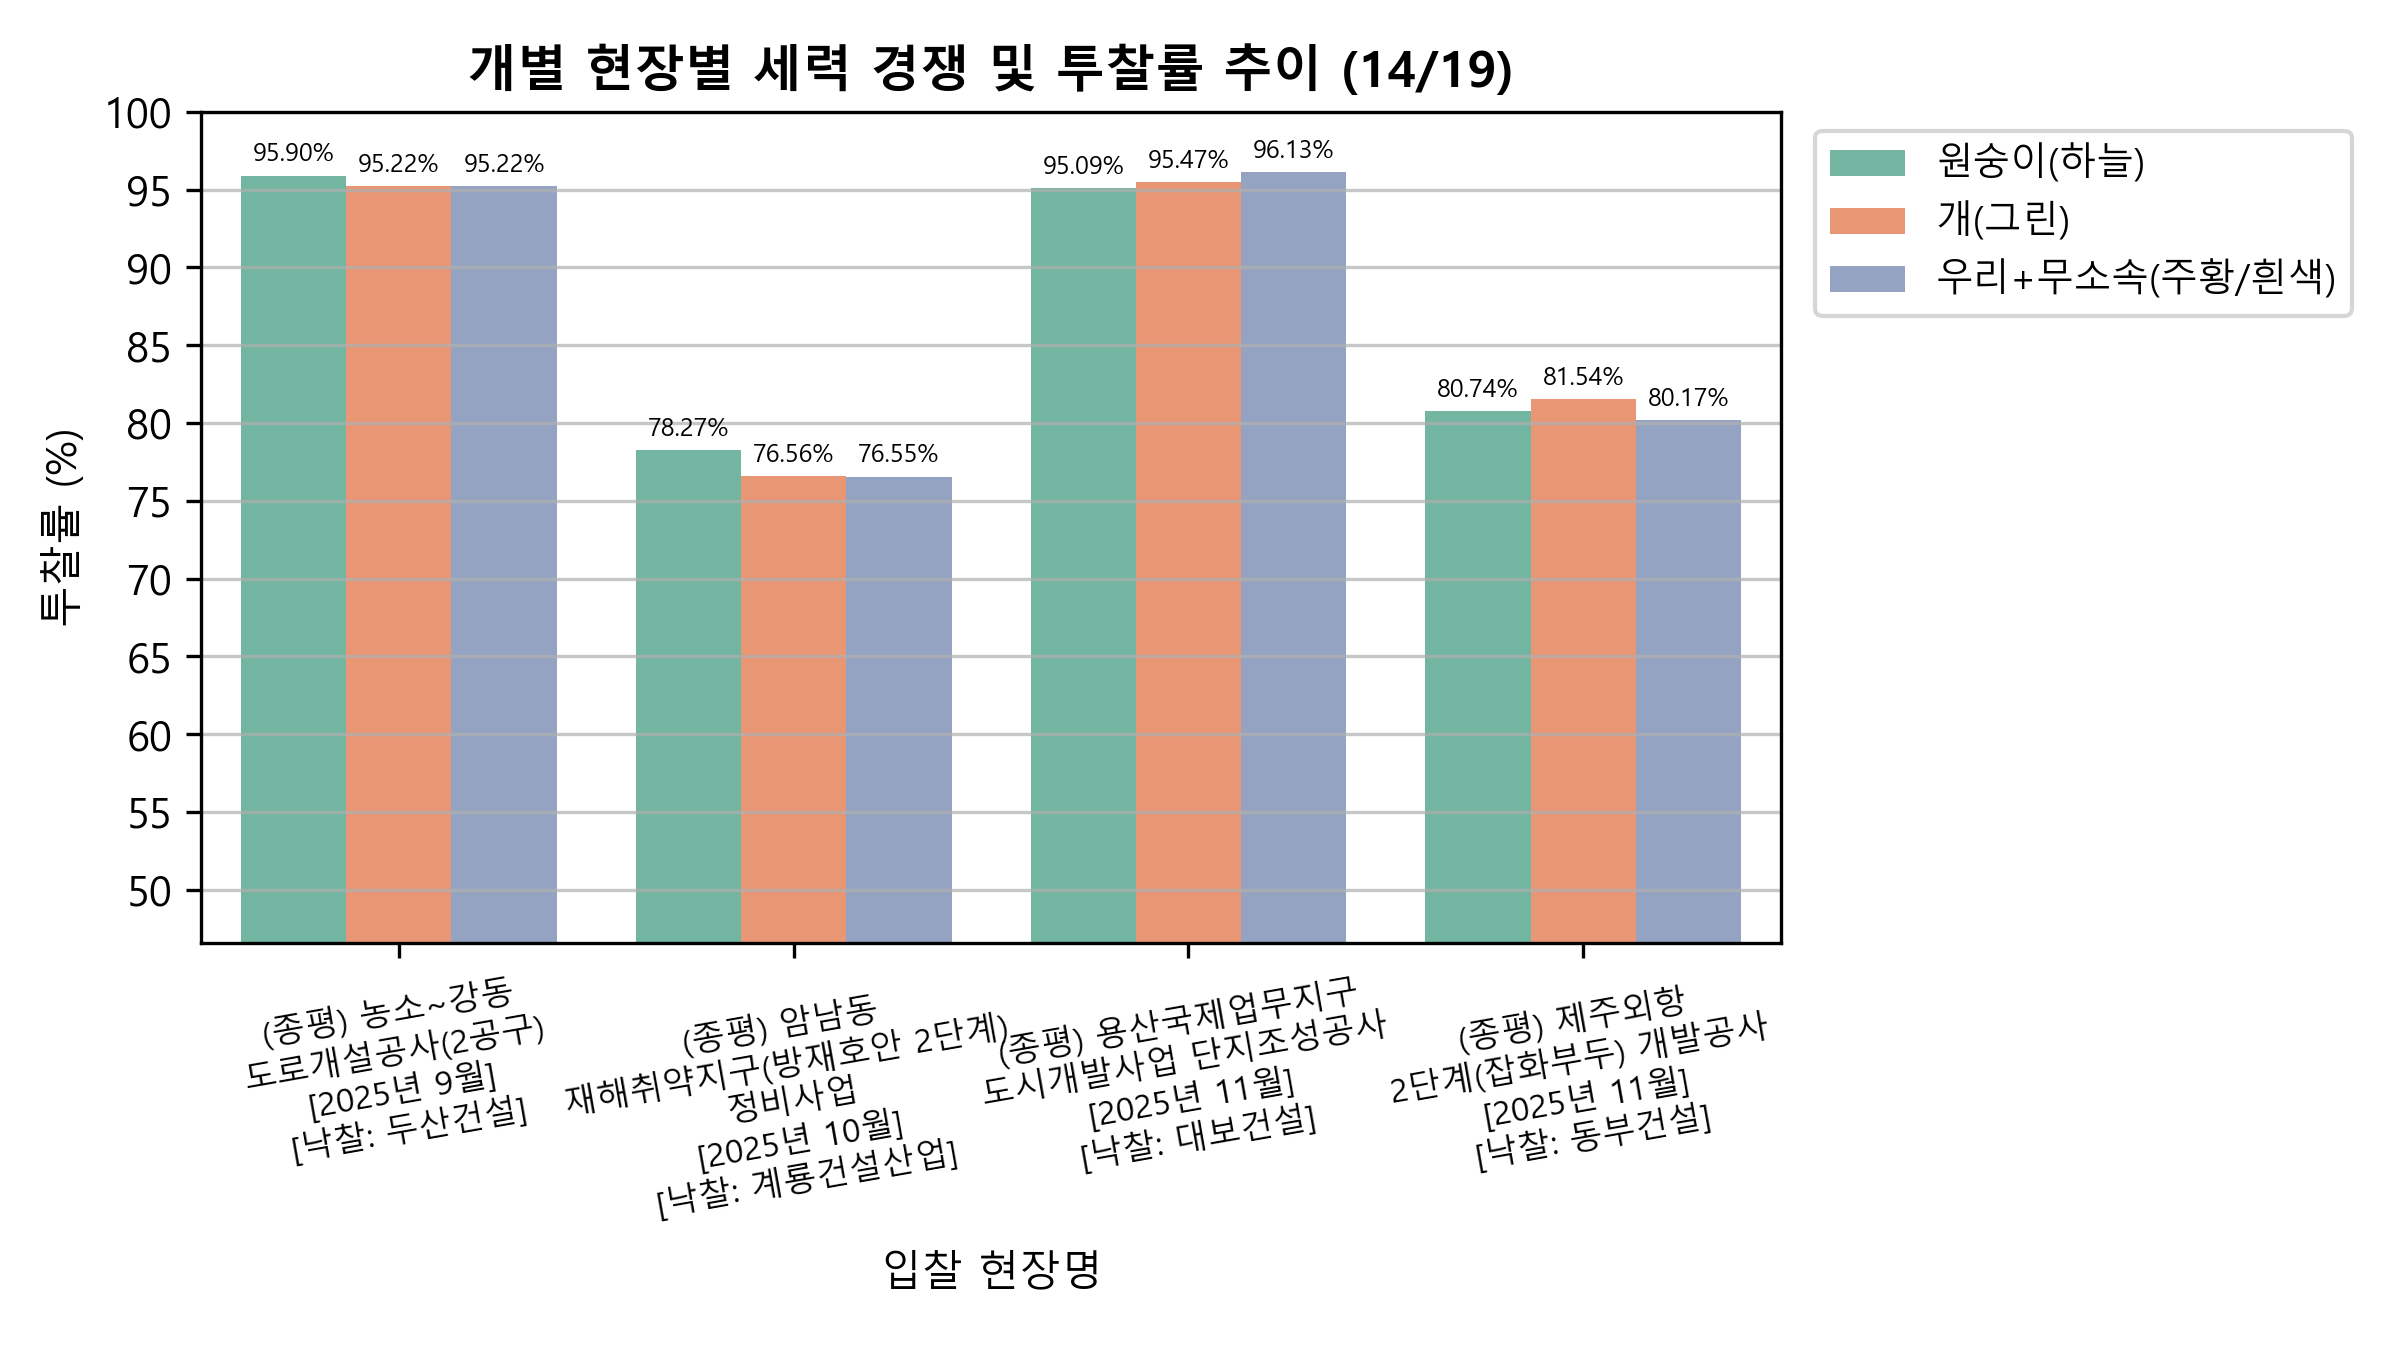 개별 현장별 세력 경쟁 및 투찰률 추이 (14/19)
100
95
90
85
80
75
70
65
60
55
50
투찰률 (%)
95.90%
95.22%
95.22%
78.27%
76.56%
76.55%
95.09%
95.47%
96.13%
80.74%
81.54%
80.17%
원숭이(하늘)
개(그린)
우리+무소속(주황/흰색)
(종평) 농소~강동
도로개설공사(2공구)
[2025년 9월]
[낙찰: 두산건설]
(종평) 암남동
재해취약지구(방재호안 2단계)
정비사업
[2025년 10월]
[낙찰: 계룡건설산업]
(종평) 용산국제업무지구
도시개발사업 단지조성공사
[2025년 11월]
[낙찰: 대보건설]
(종평) 제주외항
2단계(잡화부두) 개발공사
[2025년 11월]
[낙찰: 동부건설]
입찰 현장명